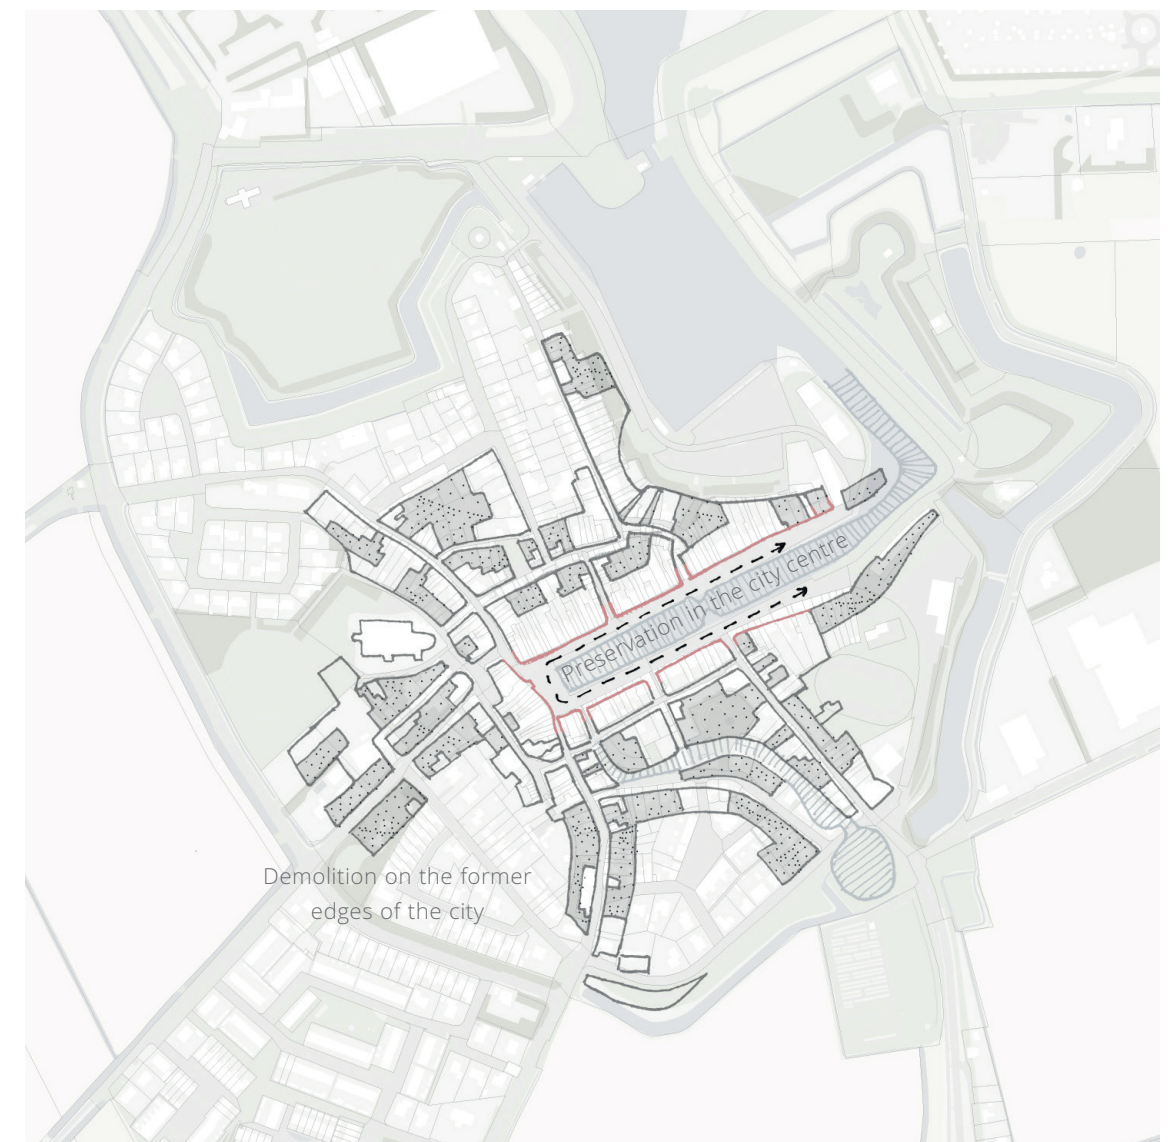 Preservation in the city centre
Demolition on the former
edges of the city